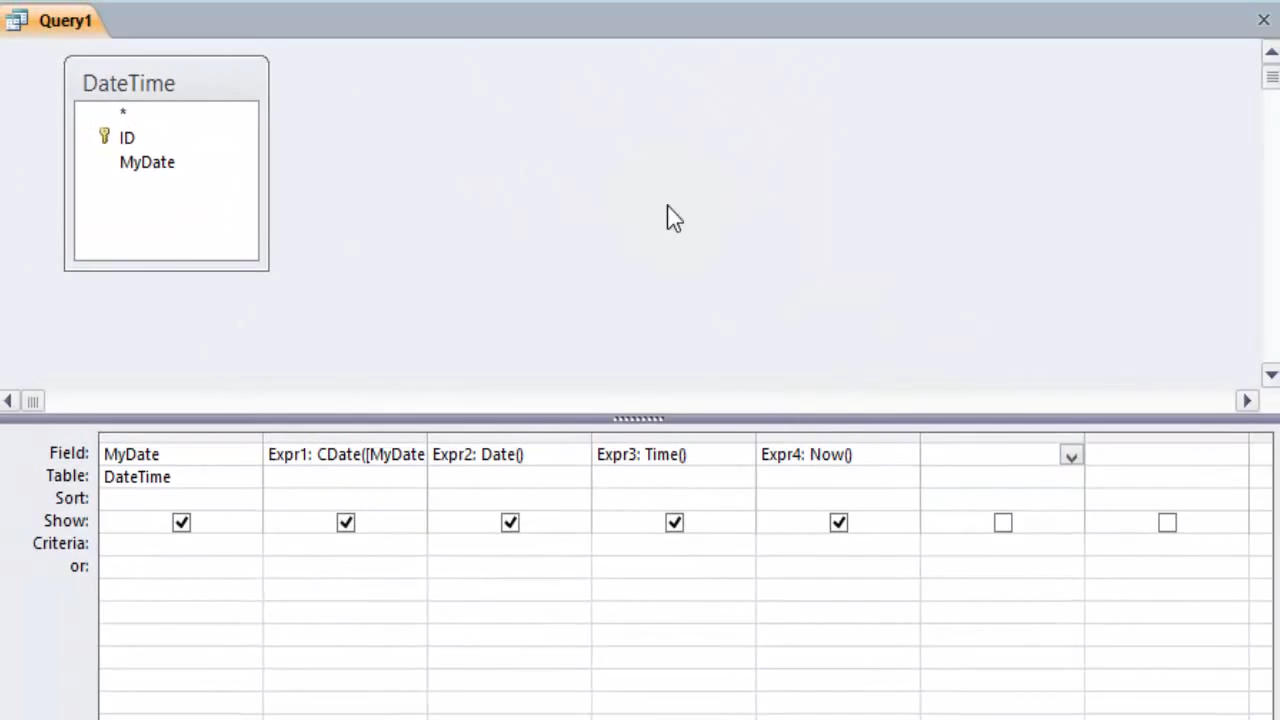 Query1
DateTime
*
ID
MyDate
Field: MyDate Expr1: CDate([MyDate Expr2: Date() Expr3: Time() Expr4: Now()
Table: DateTime
Sort:
Show:
Criteria:
or: